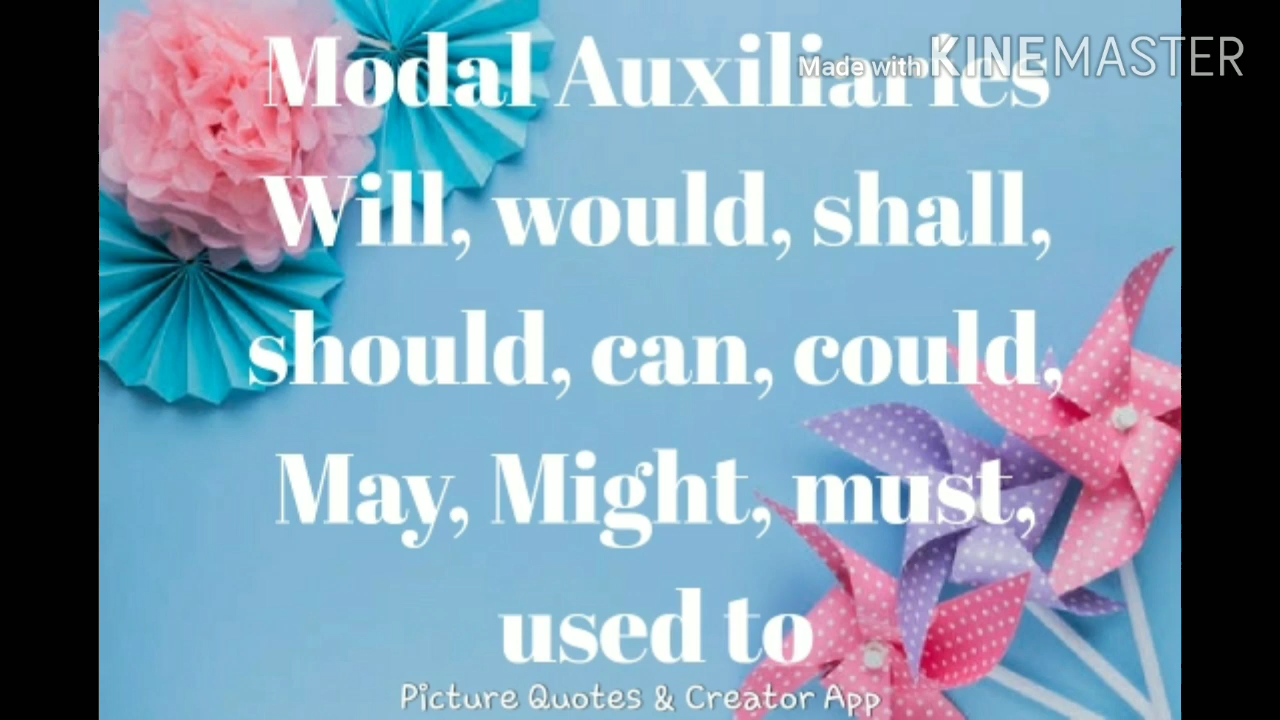 Modal Auxiliaries
Made with KINEMASTER
Will, would, shall,
should, can, could,
May, Might, must,
used to
Picture Quotes & Creator App